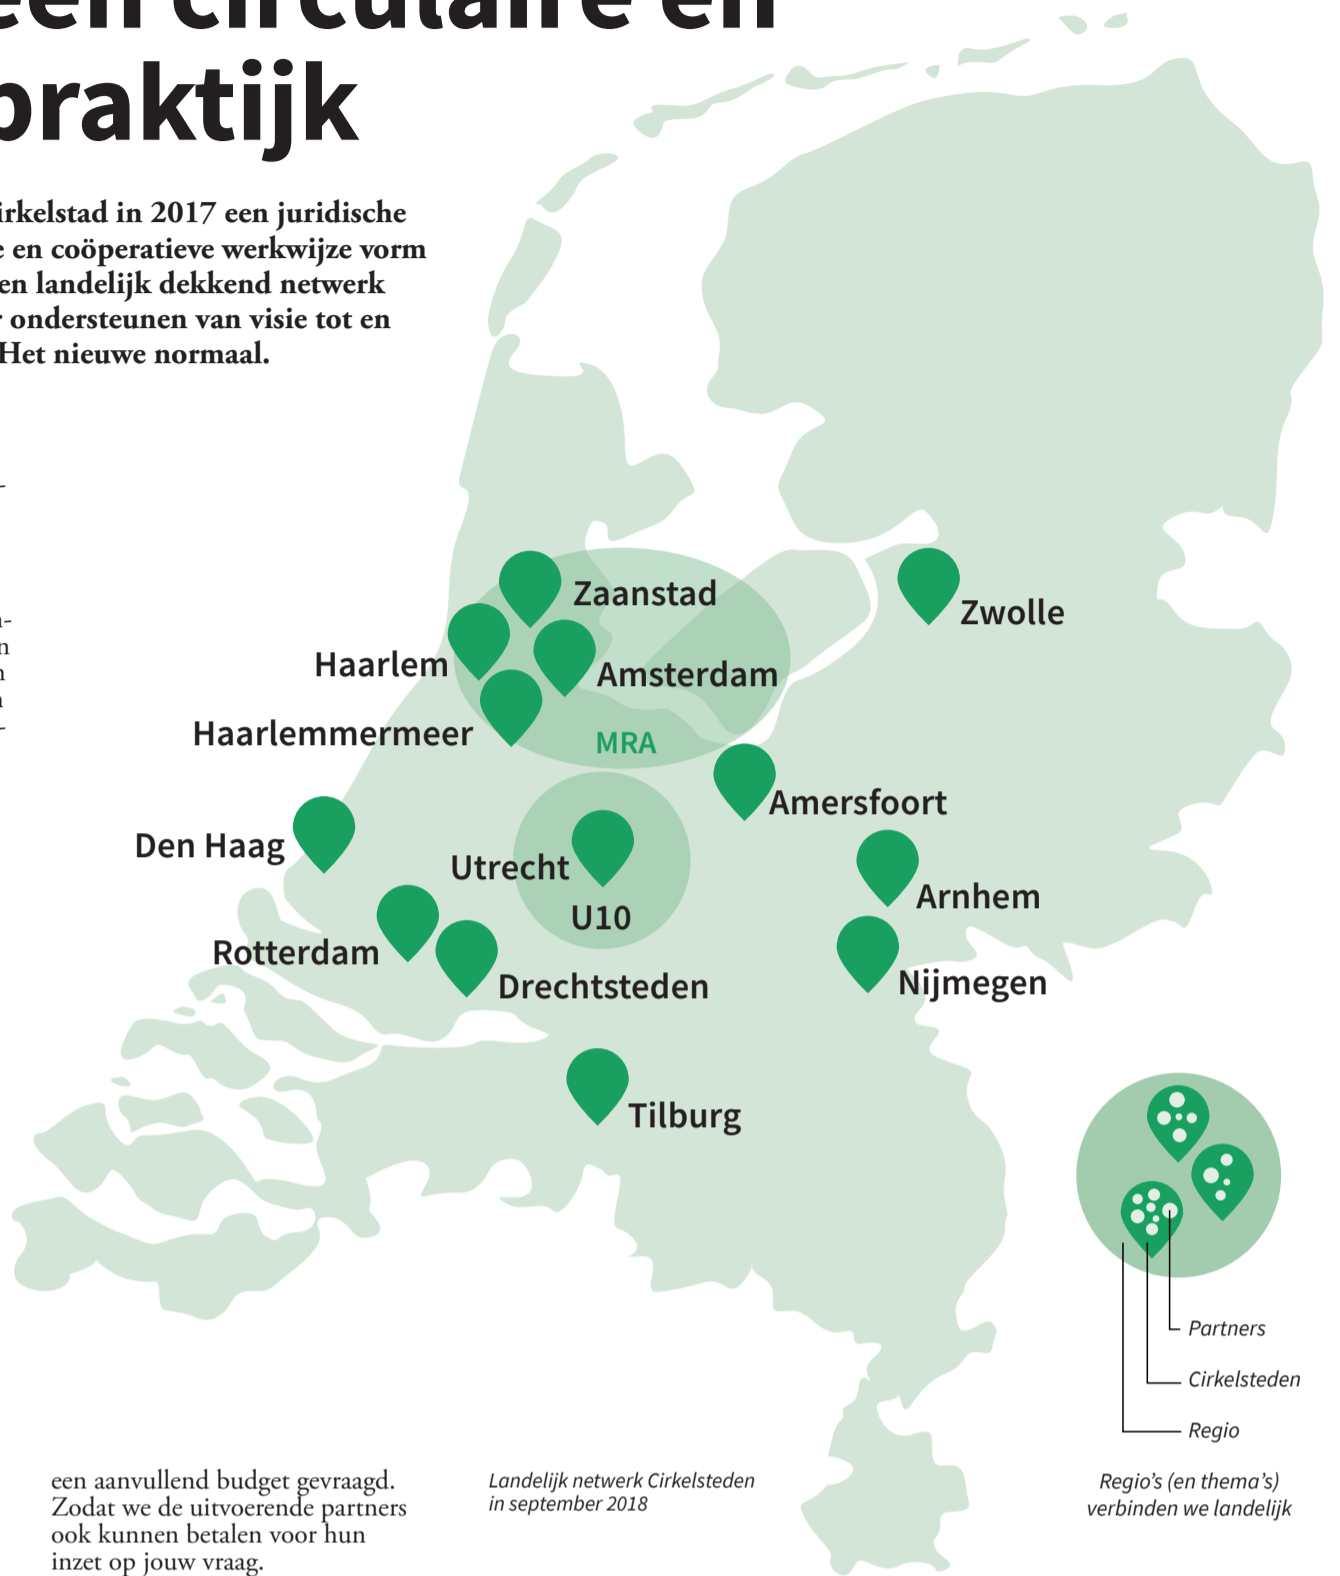 een circulaire en
praktijk
irkelstad in 2017 een juridische
e en coöperatieve werkwijze vorm
en landelijk dekkend netwerk
r ondersteunen van visie tot en
Het nieuwe normaal.
Zaanstad
Zwolle
Haarlem
Amsterdam
Haarlemmermeer
MRA
Amersfoort
Den Haag
Utrecht
Arnhem
U10
Rotterdam
Nijmegen
Drechtsteden
Tilburg
Partners
Cirkelsteden
Regio
Regio's (en thema's)
verbinden we landelijk
Landelijk netwerk Cirkelsteden
in september 2018
een aanvullend budget gevraagd.
Zodat we de uitvoerende partners
ook kunnen betalen voor hun
inzet op jouw vraag.